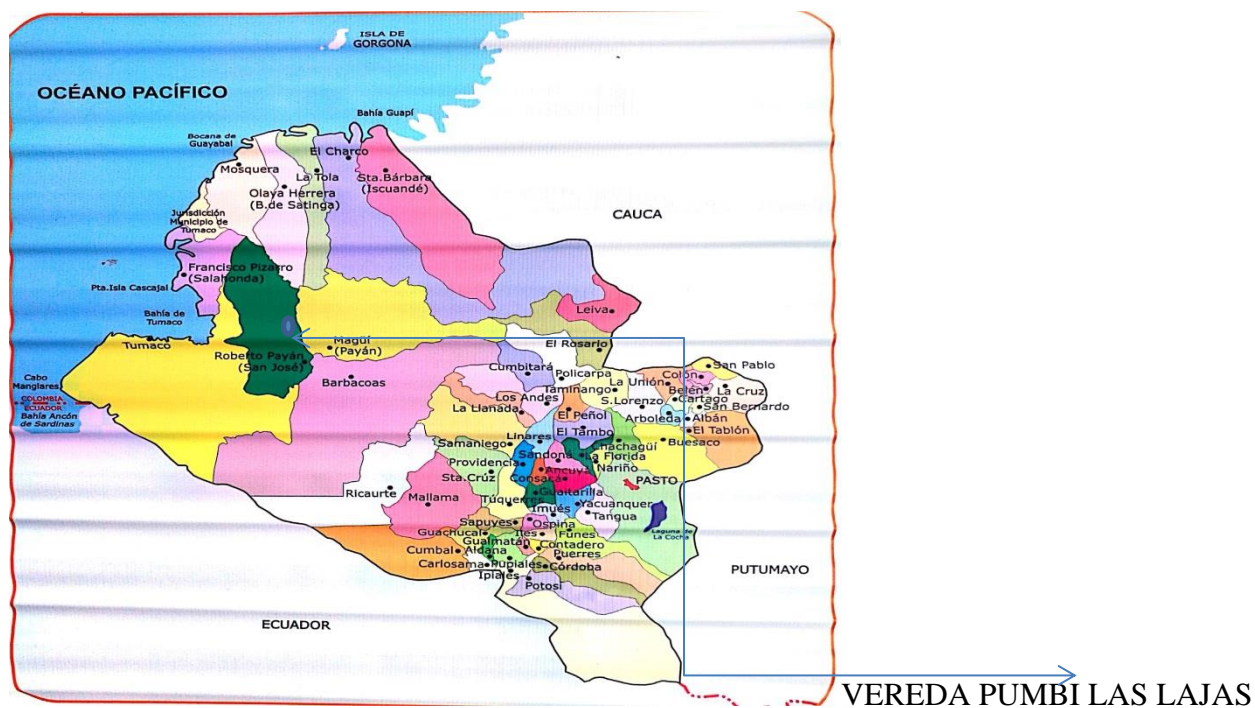 ISLA DE
GORGONA
OCÉANO PACÍFICO
Bahía Guapí
Bocana de
Guayabal
El Charco
Mosquera
La Tola
Sta.Bárbara
(Iscuandé)
Olaya Herrera
(B.de Satinga)
Jurisdicción
Municipio de
Tumaco
CAUCA
Francisco Pizarro
(Salahonda)
Pta.Isla Cascajal
Bahía de
Tumaco
Leiva
Tumaco
Magüí
(Payán)
El Rosario
Roberto Payán
(San José)
Barbacoas
Cumbitará
Policarpa
San Pablo
Colón
La Unión
Belén
La Cruz
Taminango
Cabo
Manglares
COLOMBIA
ECUADOR
Bahía Ancón
de Sardinas
Los Andes
S.Lorenzo
Cartago
San Bernardo
La Llanada
El Peñol
Arboleda
Albán
El Tambo
El Tablón
Linares
Buesaco
Samaniego
Chachagüí
Sandoná
La Florida
Providencia
Ancuya
Nariño
Sta.Crúz
Consacá
PASTO
Ricaurte
Mallama
Guaitarilla
Túquerres
Yacuanquer
Imués
Tangua
Sapuyes
Ospina
Laguna de
La Cocha
Guachucal
Iles
Funes
Gualmatán
Contadero
Cumbal
Aldana
Puerres
Carlosama
Pupiales
Córdoba
Ipiales
Potosí
PUTUMAYO
ECUADOR
VEREDA PUMBI LAS LAJAS